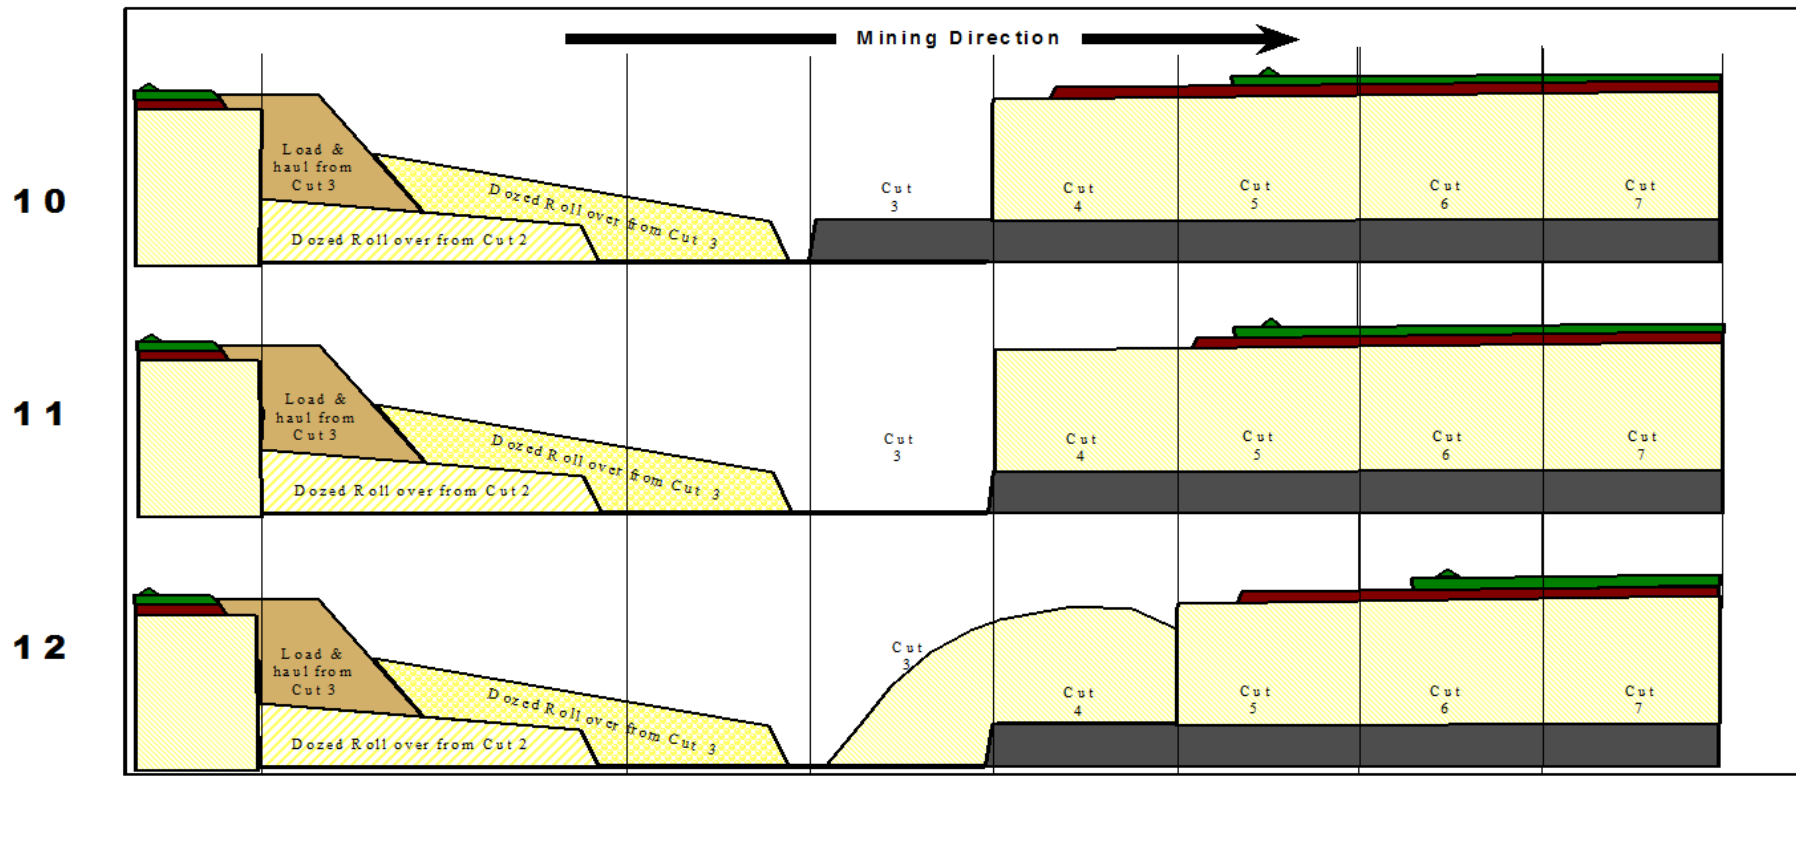 Mining Direction
10
Load &
haul from
Cut 3
Dozed Roll over from Cut 3
Dozed Roll over from Cut 2
Cut
3
Cut
4
Cut
5
Cut
6
Cut
7
11
Load &
haul from
Cut 3
Dozed Roll over from Cut 3
Dozed Roll over from Cut 2
Cut
3
Cut
4
Cut
5
Cut
6
Cut
7
12
Load &
haul from
Cut 3
Dozed Roll over from Cut 3
Dozed Roll over from Cut 2
Cut
3
Cut
4
Cut
5
Cut
6
Cut
7